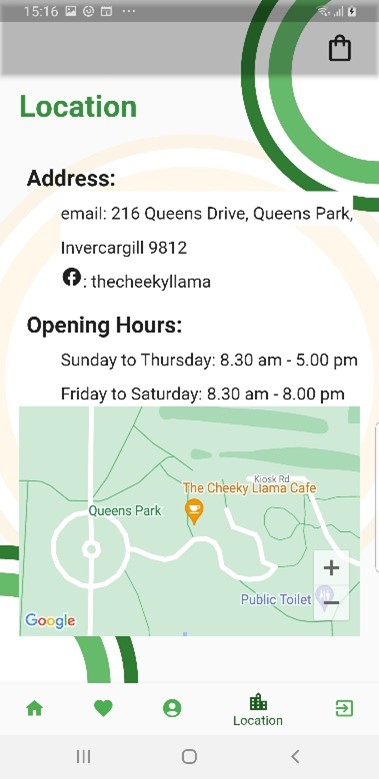 15:16
Location
Address:
email: 216 Queens Drive, Queens Park,
Invercargill 9812
: thecheekyllama
Opening Hours:
Sunday to Thursday: 8.30 am - 5.00 pm
Friday to Saturday: 8.30 am - 8.00 pm
Kiosk Rd
The Cheeky Llama Cafe
Queens Park
Public Toilet
Google
Location